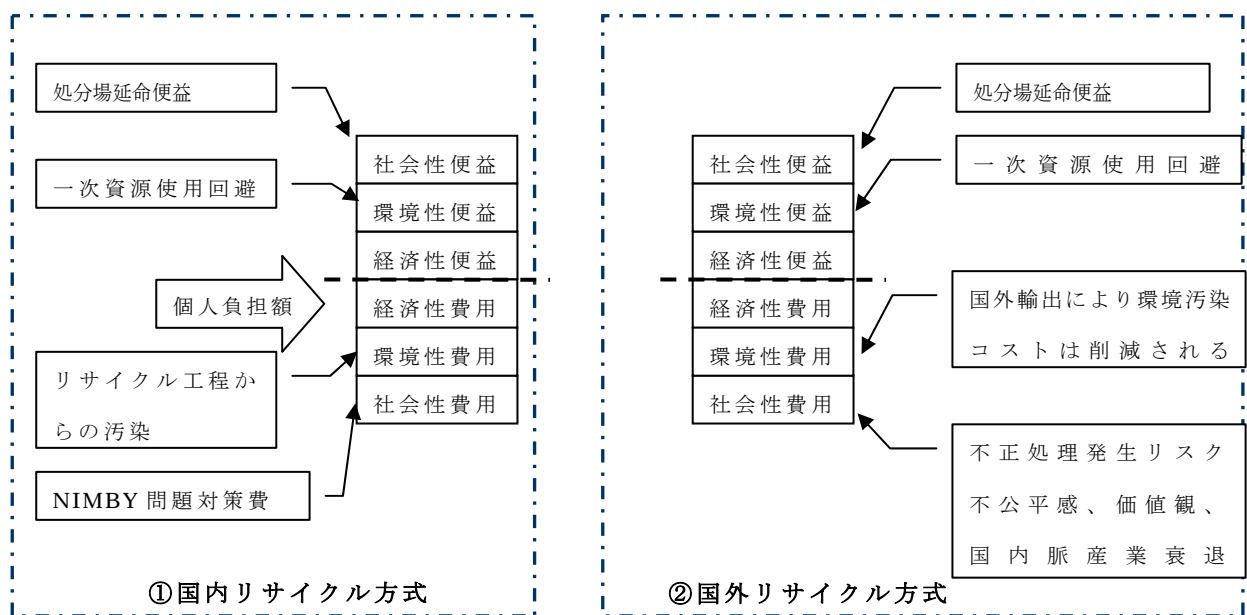 処分場延命便益
一次資源使用回避
個人負担額
リサイクル工程か
らの汚染
NIMBY 問題対策費
社会性便益
環境性便益
経済性便益
経済性費用
環境性費用
社会性費用
①国内リサイクル方式
社会性便益
環境性便益
経済性便益
経済性費用
環境性費用
社会性費用
処分場延命便益
一次資源使用回避
国外輸出により環境汚染
コストは削減される
不正処理発生リスク
不公平感、価値観、
国内脈産業衰退
②国外リサイクル方式